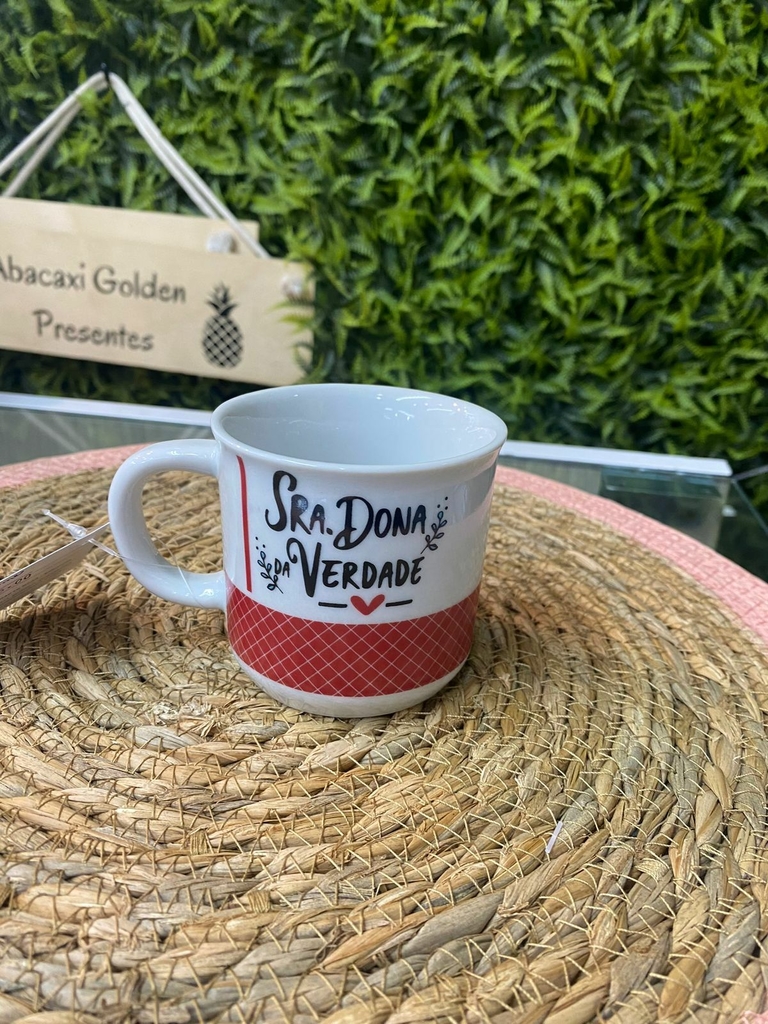 Abacaxi Golden
Presentes
SRA. DONA
DA VERDADE